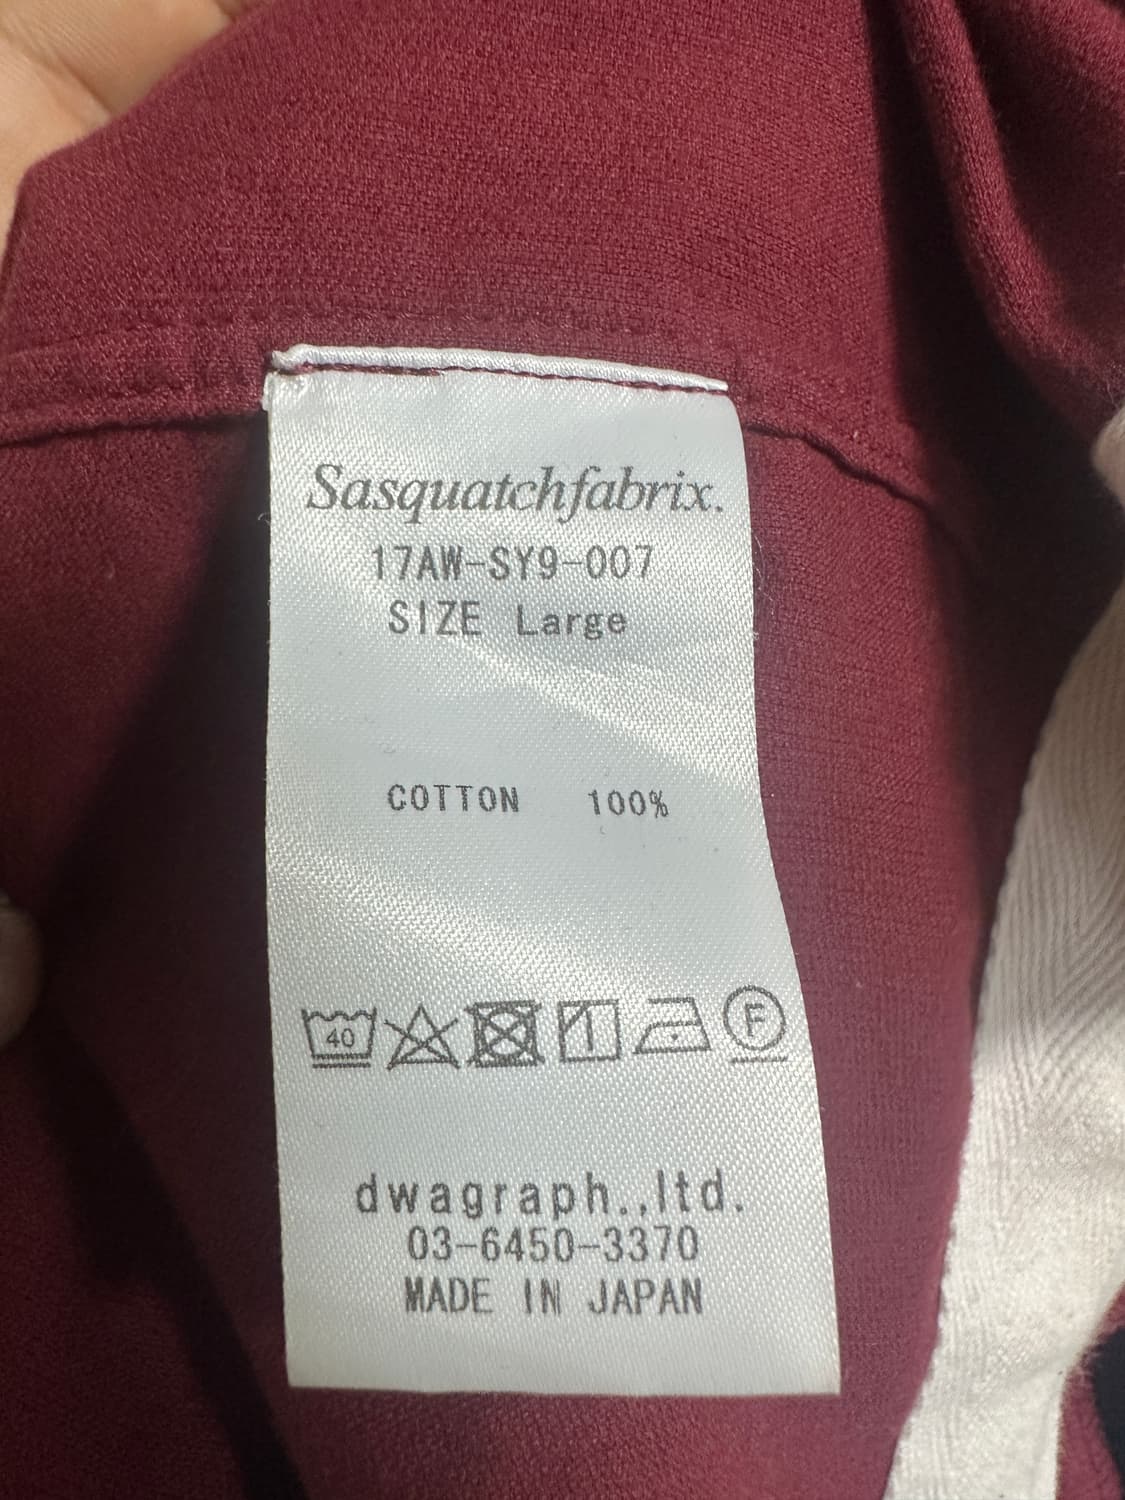 Sasquatchfabrix.
17AW-SY9-007
SIZE Large
COTTON 100%
40 F
dwagraph.,ltd.
03-6450-3370
MADE IN JAPAN